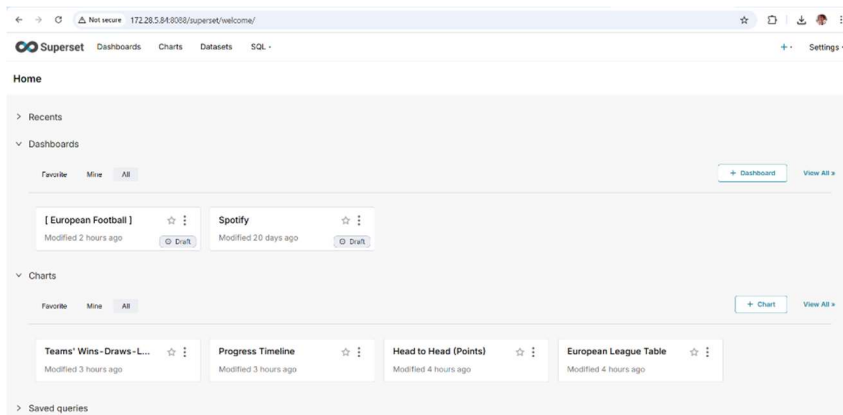 Not secure 172.28.5.84:8088/superset/welcome/
Superset Dashboards Charts Datasets SQL Settings
Home
Recents
Dashboards
Favorite Mine All + Dashboard View All »
[ European Football ] Spotify
Modified 2 hours ago Draft Modified 20 days ago Draft
Charts
Favorite Mine All + Chart View All »
Teams' Wins-Draws-L... Progress Timeline Head to Head (Points) European League Table
Modified 3 hours ago Modified 3 hours ago Modified 4 hours ago Modified 4 hours ago
Saved queries